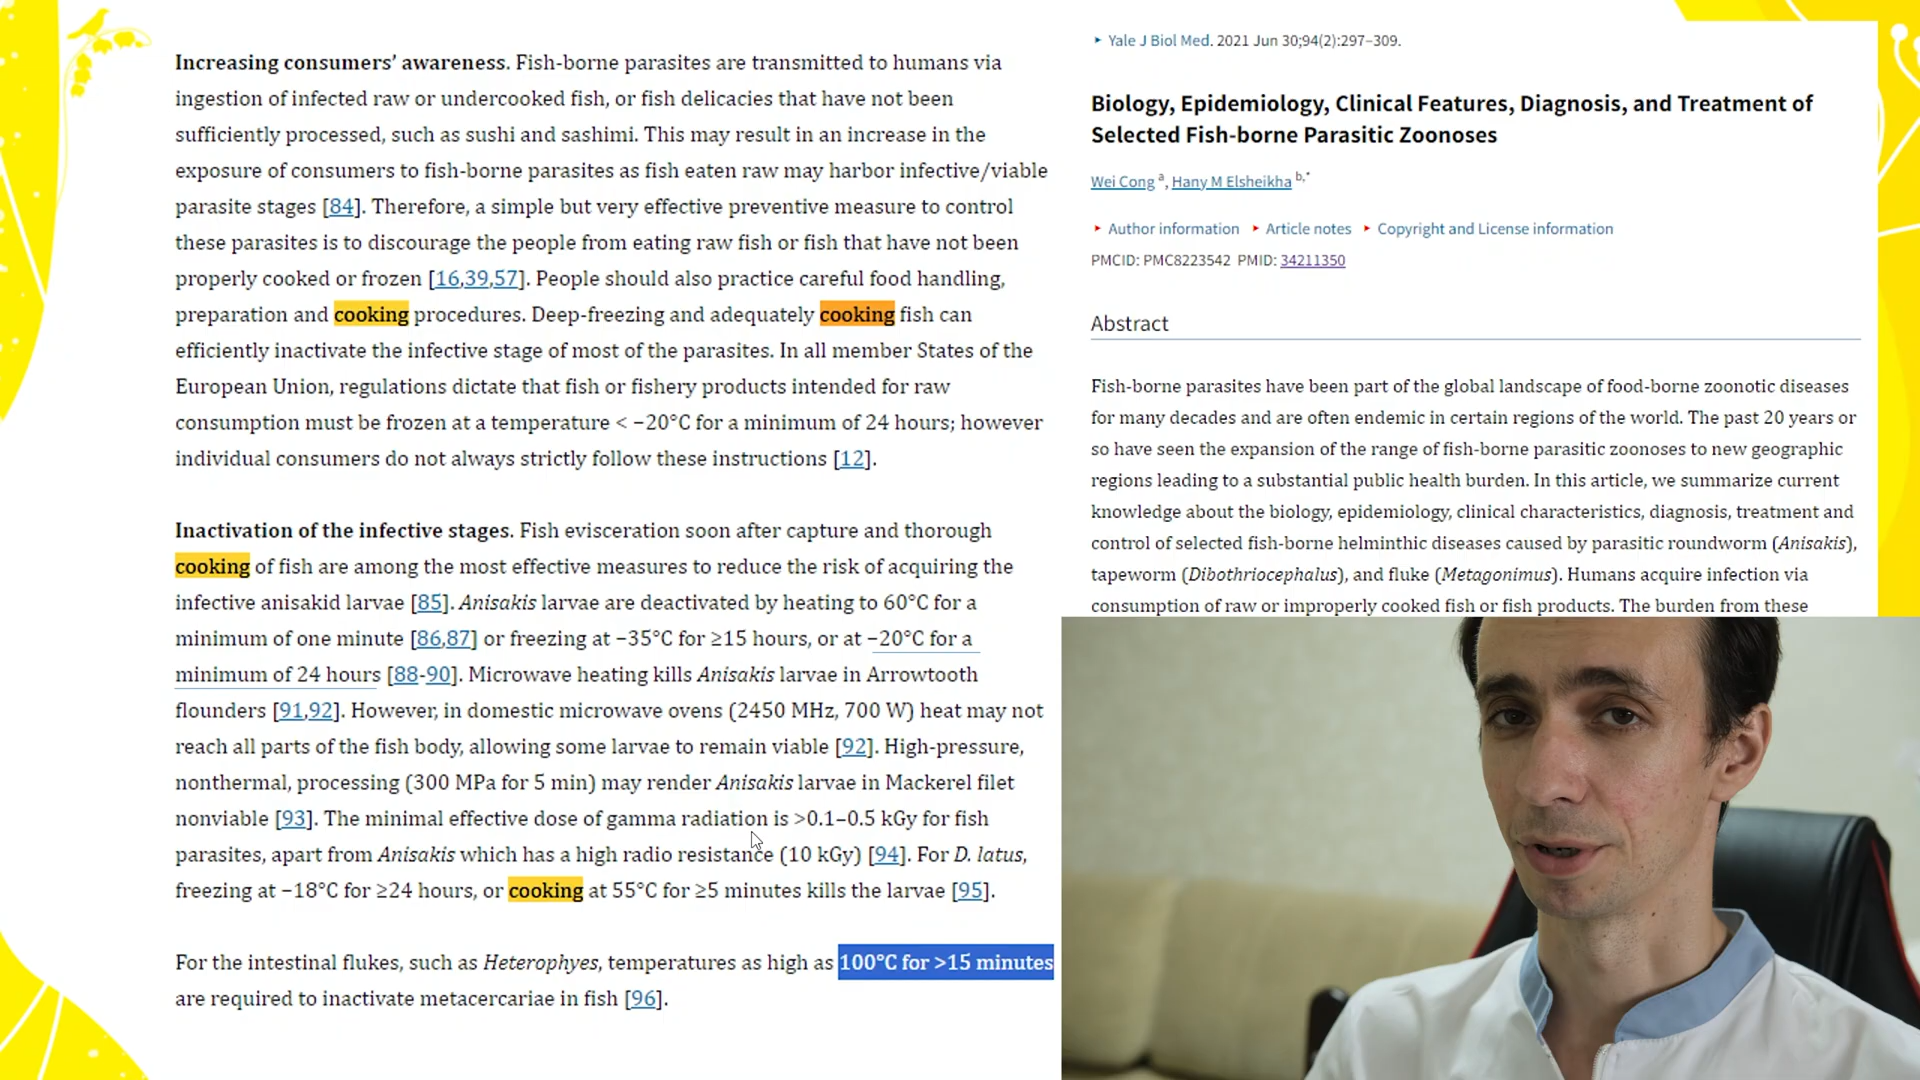 Increasing consumers’ awareness. Fish-borne parasites are transmitted to humans via
ingestion of infected raw or undercooked fish, or fish delicacies that have not been
sufficiently processed, such as sushi and sashimi. This may result in an increase in the
exposure of consumers to fish-borne parasites as fish eaten raw may harbor infective/viable
parasite stages [84]. Therefore, a simple but very effective preventive measure to control
these parasites is to discourage the people from eating raw fish or fish that have not been
properly cooked or frozen [16,39,57]. People should also practice careful food handling,
preparation and cooking procedures. Deep-freezing and adequately cooking fish can
efficiently inactivate the infective stage of most of the parasites. In all member States of the
European Union, regulations dictate that fish or fishery products intended for raw
consumption must be frozen at a temperature < −20°C for a minimum of 24 hours; however
individual consumers do not always strictly follow these instructions [12].
Inactivation of the infective stages. Fish evisceration soon after capture and thorough
cooking of fish are among the most effective measures to reduce the risk of acquiring the
infective anisakid larvae [85]. Anisakis larvae are deactivated by heating to 60°C for a
minimum of one minute [86,87] or freezing at −35°C for ≥15 hours, or at −20°C for a
minimum of 24 hours [88-90]. Microwave heating kills Anisakis larvae in Arrowtooth
flounders [91,92]. However, in domestic microwave ovens (2450 MHz, 700 W) heat may not
reach all parts of the fish body, allowing some larvae to remain viable [92]. High-pressure,
nonthermal, processing (300 MPa for 5 min) may render Anisakis larvae in Mackerel filet
nonviable [93]. The minimal effective dose of gamma radiation is >0.1–0.5 kGy for fish
parasites, apart from Anisakis which has a high radio resistance (10 kGy) [94]. For D. latus,
freezing at −18°C for ≥24 hours, or cooking at 55°C for ≥5 minutes kills the larvae [95].
For the intestinal flukes, such as Heterophyes, temperatures as high as 100°C for >15 minutes
are required to inactivate metacercariae in fish [96].
Yale J Biol Med. 2021 Jun 30;94(2):297–309.
Biology, Epidemiology, Clinical Features, Diagnosis, and Treatment of
Selected Fish-borne Parasitic Zoonoses
Wei Cong a, Hany M Elsheikha b,*
Author information Article notes Copyright and License information
PMCID: PMC8223542 PMID: 34211350
Abstract
Fish-borne parasites have been part of the global landscape of food-borne zoonotic diseases
for many decades and are often endemic in certain regions of the world. The past 20 years or
so have seen the expansion of the range of fish-borne parasitic zoonoses to new geographic
regions leading to a substantial public health burden. In this article, we summarize current
knowledge about the biology, epidemiology, clinical characteristics, diagnosis, treatment and
control of selected fish-borne helminthic diseases caused by parasitic roundworm (Anisakis),
tapeworm (Dibothriocephalus), and fluke (Metagonimus). Humans acquire infection via
consumption of raw or improperly cooked fish or fish products. The burden from these